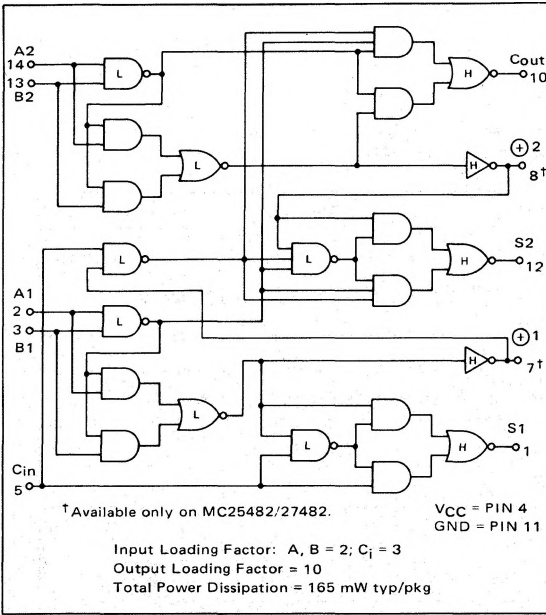 A2
14
13
B2
L
L
H
Cout
10
H
⊕ 2
8†
L
L
H
S2
12
A1
2
3
B1
L
L
H
⊕ 1
7†
L
H
S1
1
Cin
5
†Available only on MC25482/27482.
VCC = PIN 4
GND = PIN 11
Input Loading Factor: A, B = 2; Ci = 3
Output Loading Factor = 10
Total Power Dissipation = 165 mW typ/pkg